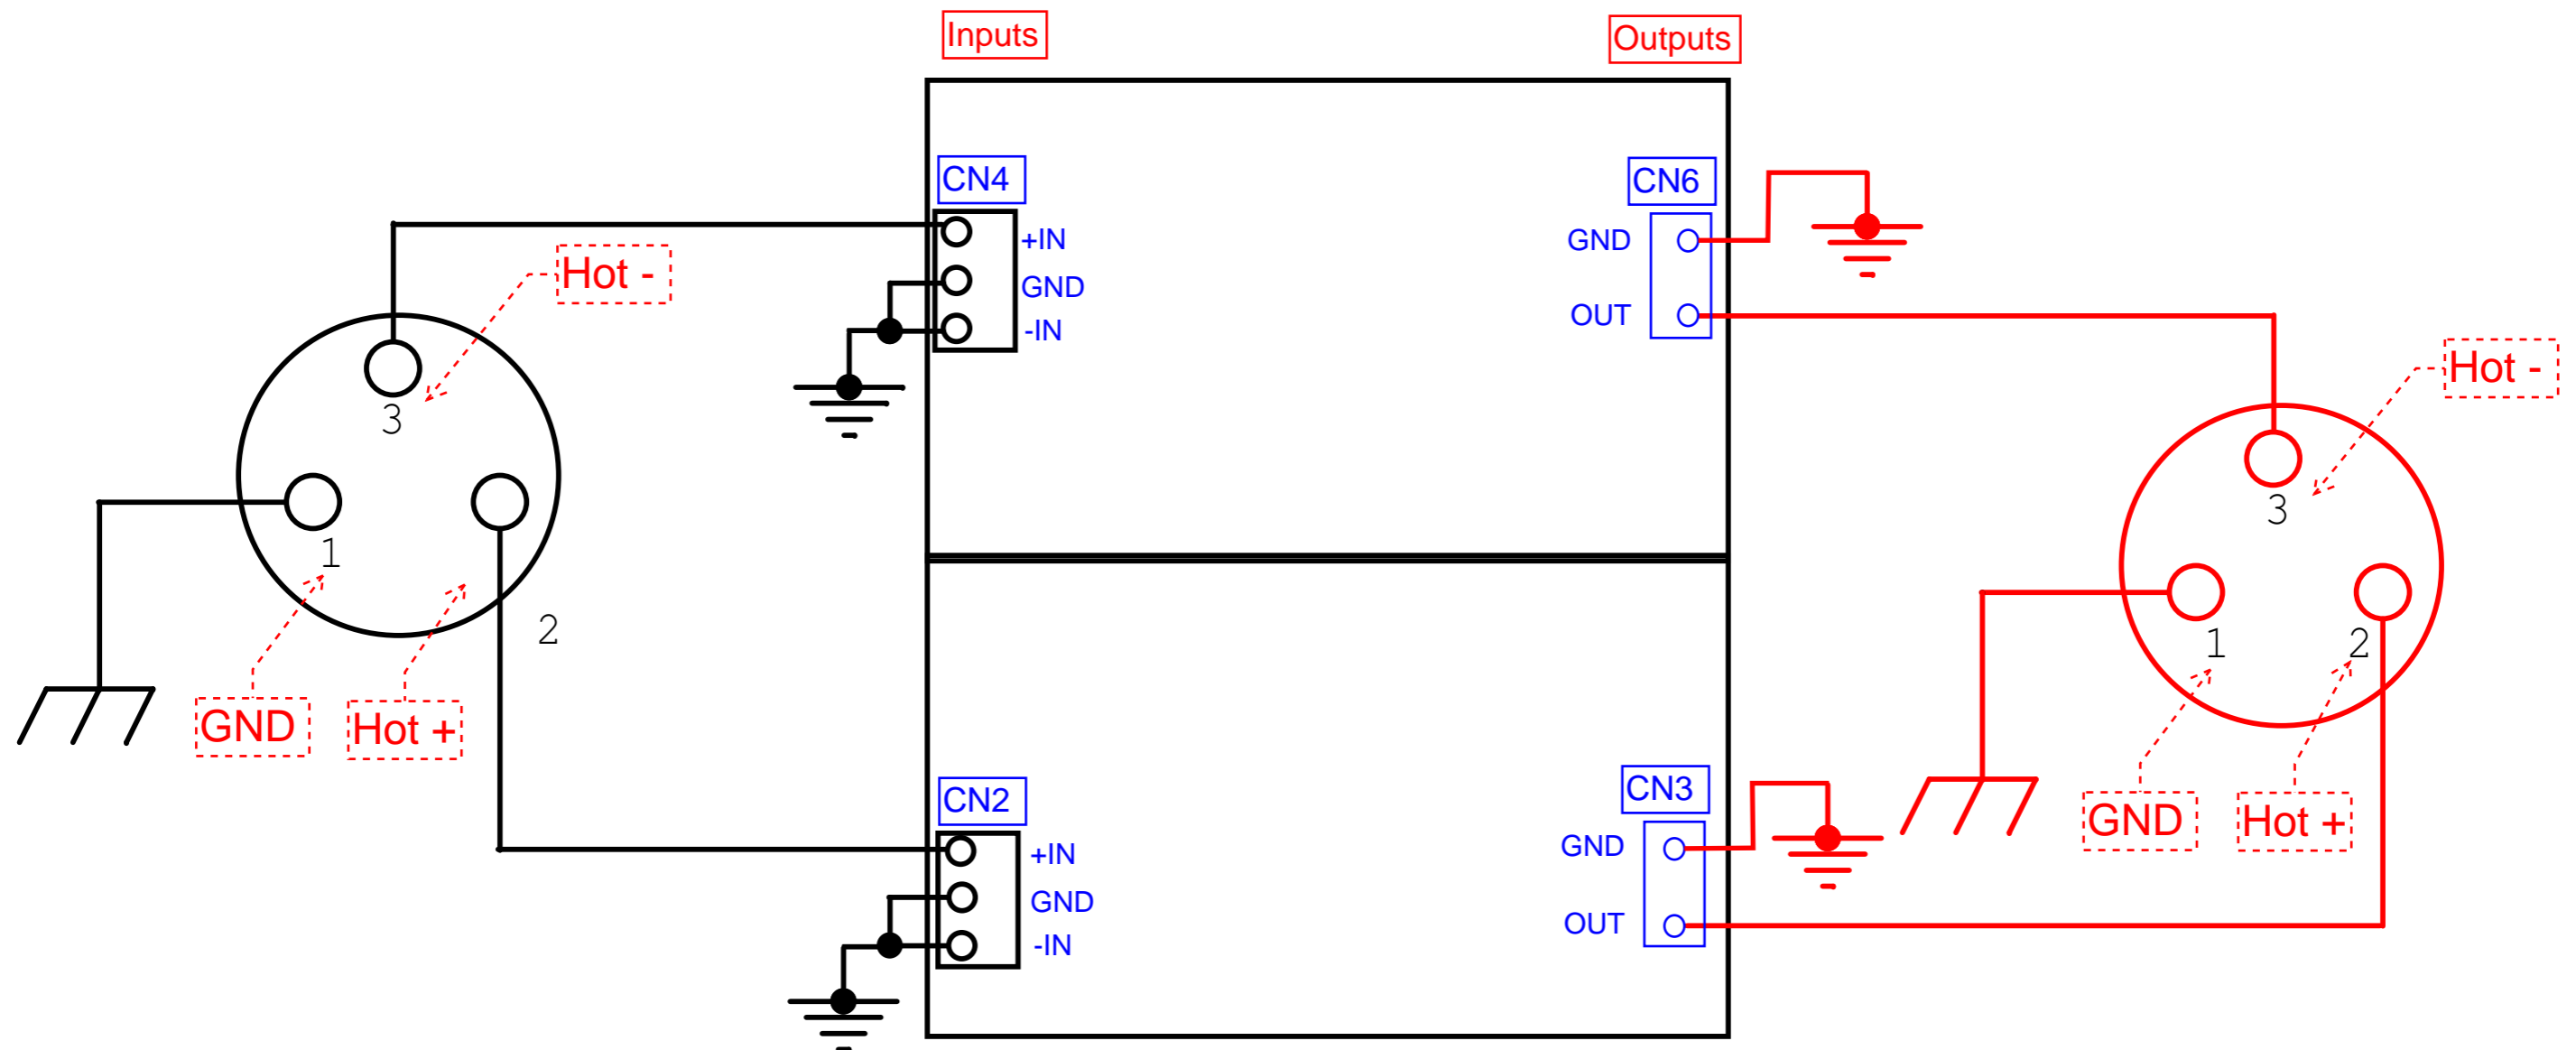 Inputs
Outputs
CN4
CN6
+IN
GND
-IN
GND
OUT
Hot -
3
1
2
GND
Hot +
Hot -
3
1
2
GND
Hot +
CN2
CN3
+IN
GND
-IN
GND
OUT